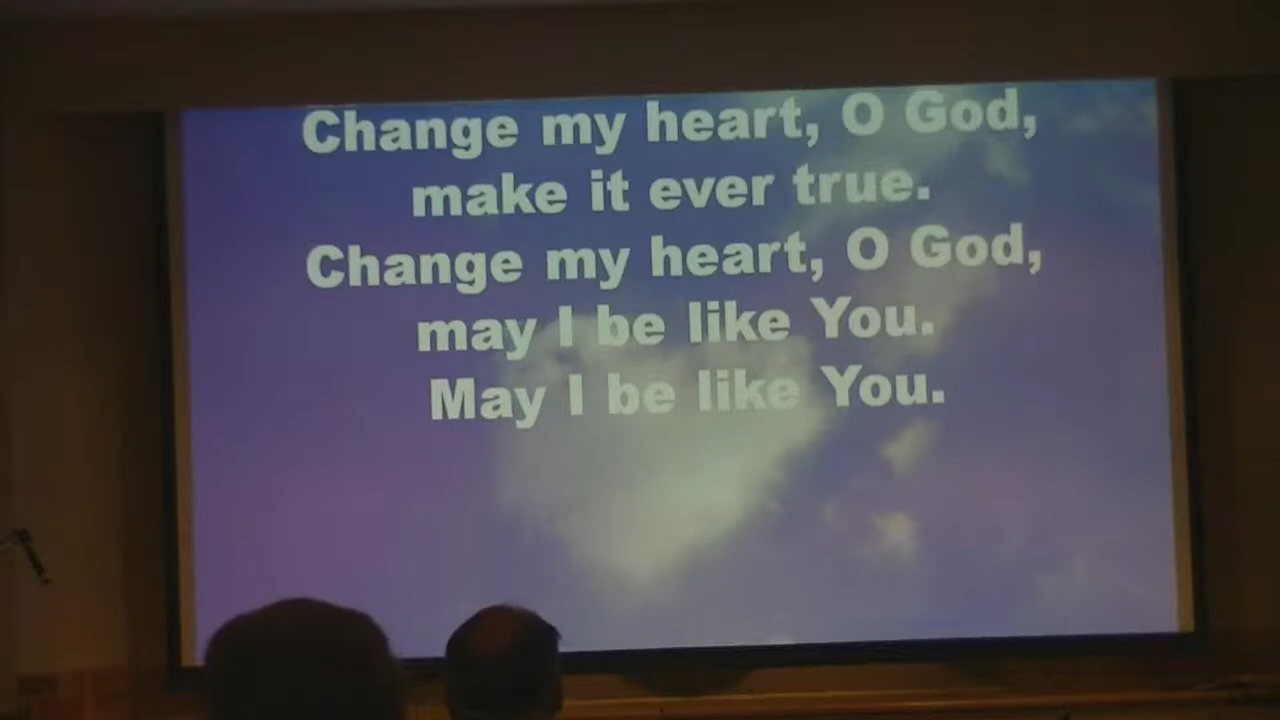 Change my heart, O God,
make it ever true.
Change my heart, O God,
may I be like You.
May I be like You.